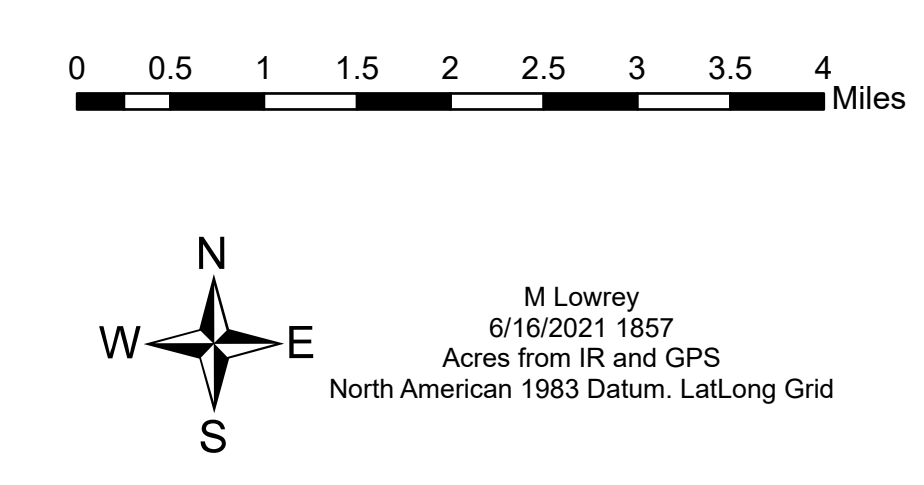 0 0.5 1 1.5 2 2.5 3 3.5 4
Miles
N
W E
S
M Lowrey
6/16/2021 1857
Acres from IR and GPS
North American 1983 Datum. LatLong Grid